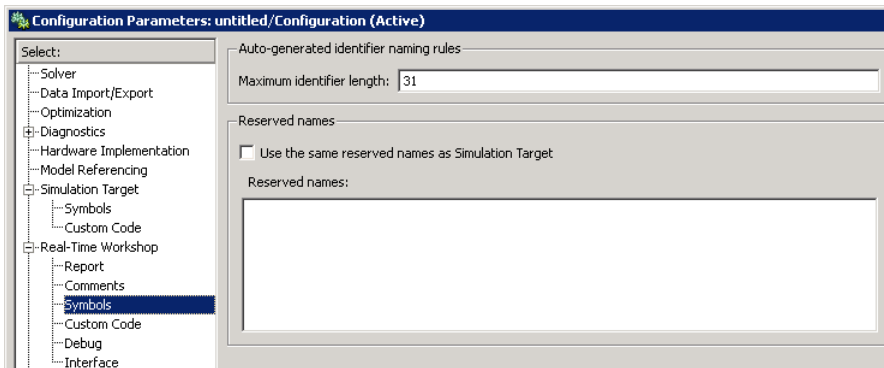 Configuration Parameters: untitled/Configuration (Active)
Select:
Solver
Data Import/Export
Optimization
Diagnostics
Hardware Implementation
Model Referencing
Simulation Target
Symbols
Custom Code
Real-Time Workshop
Report
Comments
Symbols
Custom Code
Debug
Interface
Auto-generated identifier naming rules
Maximum identifier length: 31
Reserved names
Use the same reserved names as Simulation Target
Reserved names: